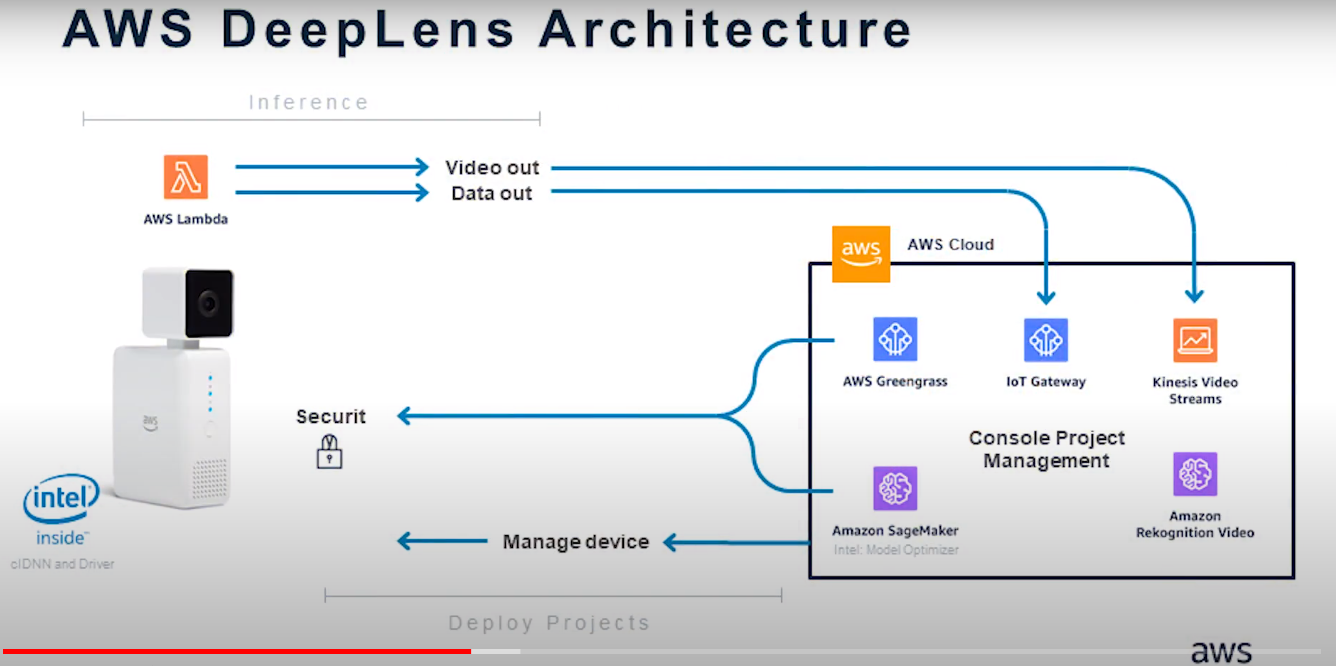 AWS DeepLens Architecture
Inference
Video out
Data out
AWS Lambda
aws
AWS Cloud
AWS Greengrass
IoT Gateway
Kinesis Video
Streams
Securit
y
aws
Console Project
Management
intel
inside™
clDNN and Driver
Amazon SageMaker
Intel: Model Optimizer
Amazon
Rekognition Video
Manage device
Deploy Projects
aws